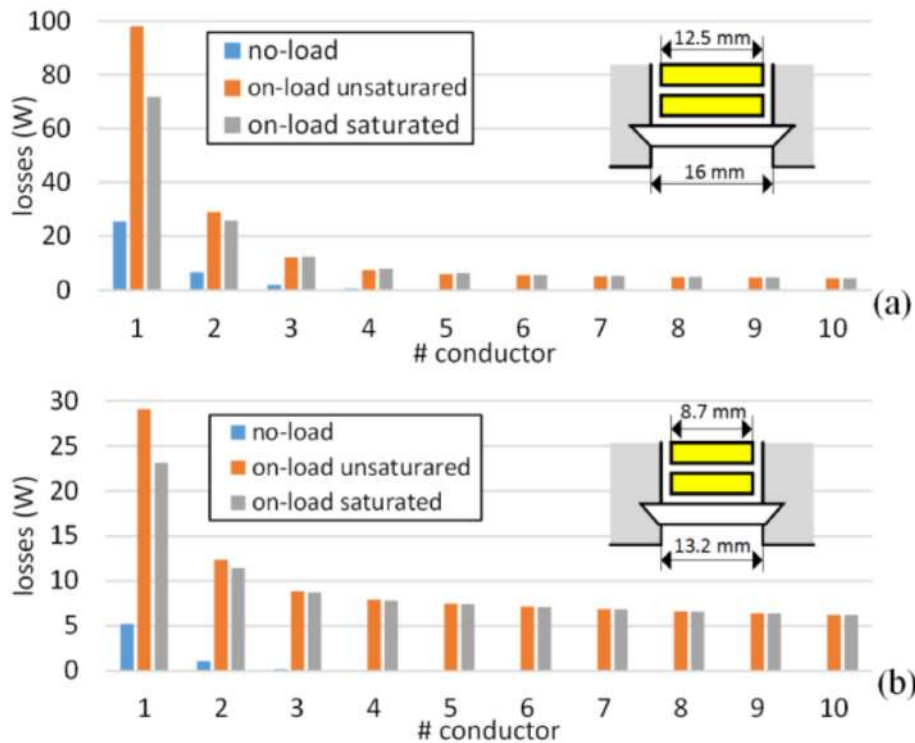 100
80
60
40
20
0
losses (W)
no-load
on-load unsaturared
on-load saturated
12.5 mm
16 mm
1 2 3 4 5 6 7 8 9 10
# conductor
(a)
30
25
20
15
10
5
0
losses (W)
no-load
on-load unsaturared
on-load saturated
8.7 mm
13.2 mm
1 2 3 4 5 6 7 8 9 10
# conductor
(b)